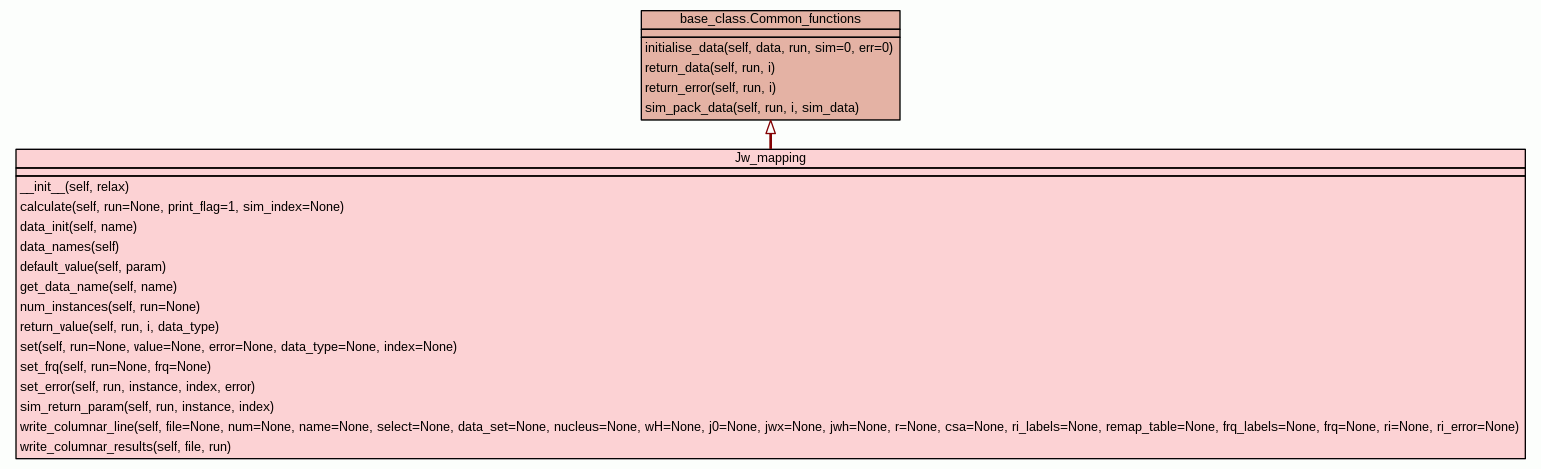 base_class.Common_functions
initialise_data(self, data, run, sim=0, err=0)
return_data(self, run, i)
return_error(self, run, i)
sim_pack_data(self, run, i, sim_data)
Jw_mapping
__init__(self, relax)
calculate(self, run=None, print_flag=1, sim_index=None)
data_init(self, name)
data_names(self)
default_value(self, param)
get_data_name(self, name)
num_instances(self, run=None)
return_value(self, run, i, data_type)
set(self, run=None, value=None, error=None, data_type=None, index=None)
set_frq(self, run=None, frq=None)
set_error(self, run, instance, index, error)
sim_return_param(self, run, instance, index)
write_columnar_line(self, file=None, num=None, name=None, select=None, data_set=None, nucleus=None, wH=None, j0=None, jwx=None, jwh=None, r=None, csa=None, ri_labels=None, remap_table=None, frq_labels=None, frq=None, ri=None, ri_error=None)
write_columnar_results(self, file, run)